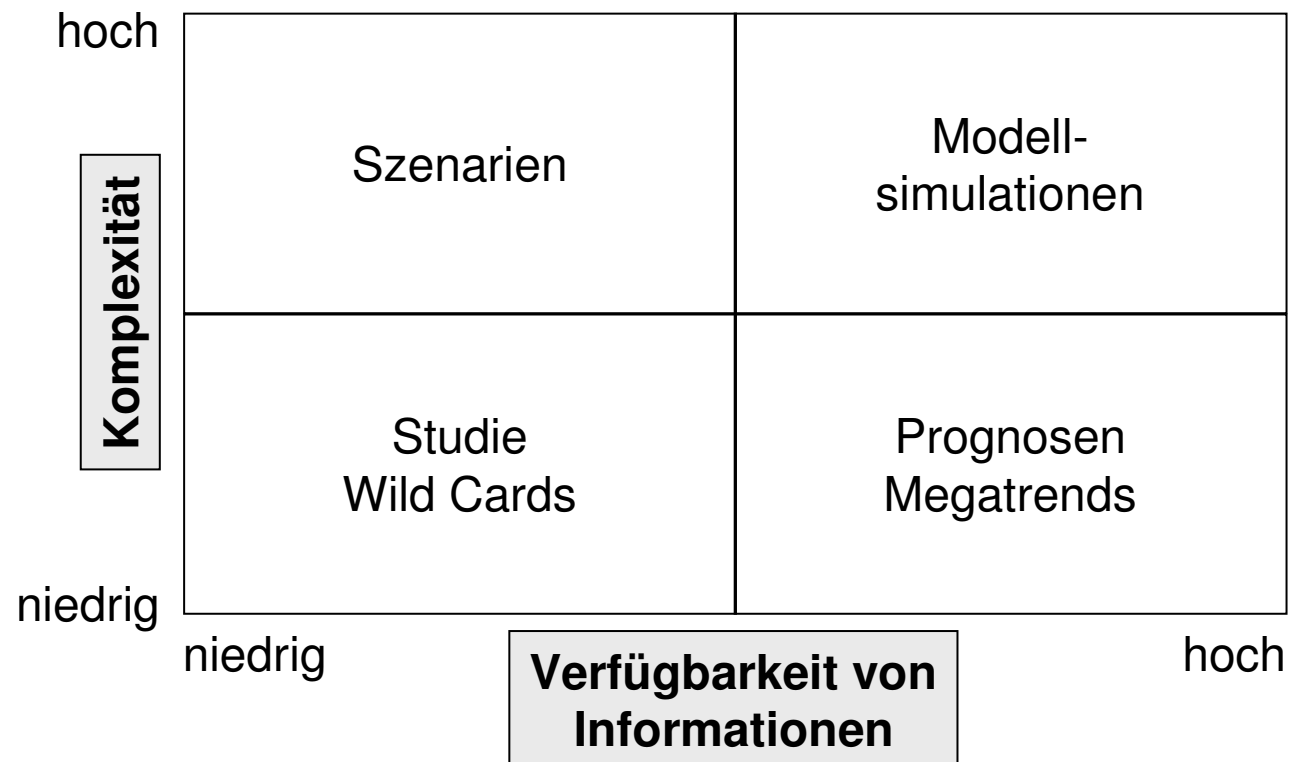 hoch
Szenarien
Modell-
simulationen
Komplexität
Studie
Wild Cards
Prognosen
Megatrends
niedrig
niedrig
Verfügbarkeit von
Informationen
hoch